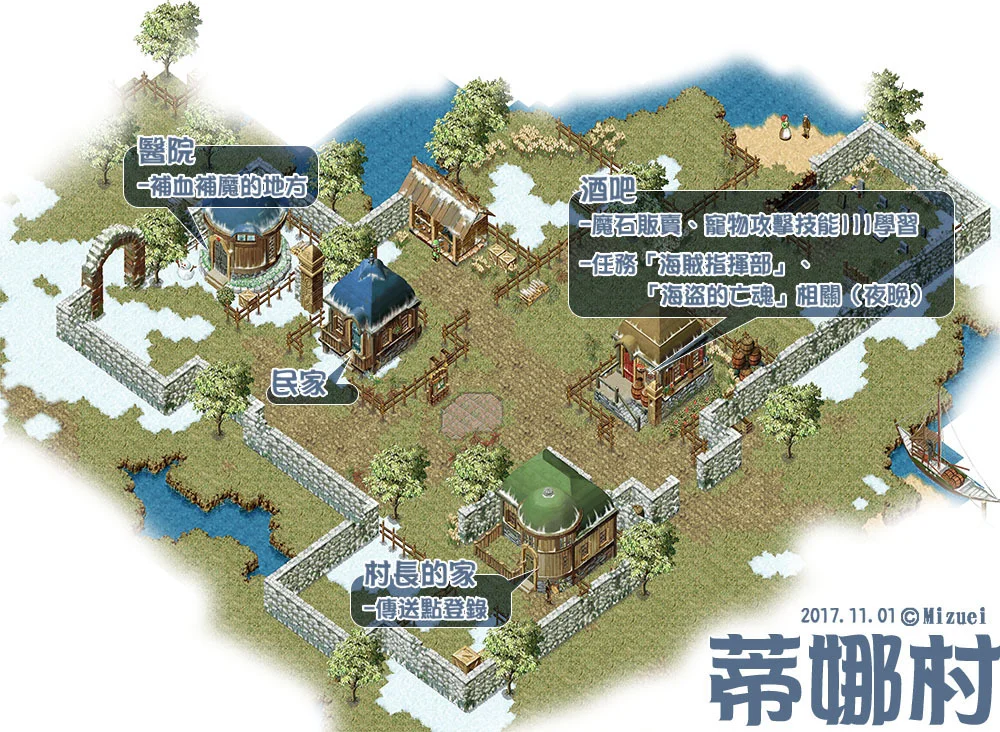 醫院
-補血補魔的地方
酒吧
-魔石販賣、寵物攻擊技能III學習
-任務「海賊指揮部」、
「海盜的亡魂」相關（夜晚）
民家
村長的家
-傳送點登錄
2017.11.01©Mizuei
蒂娜村